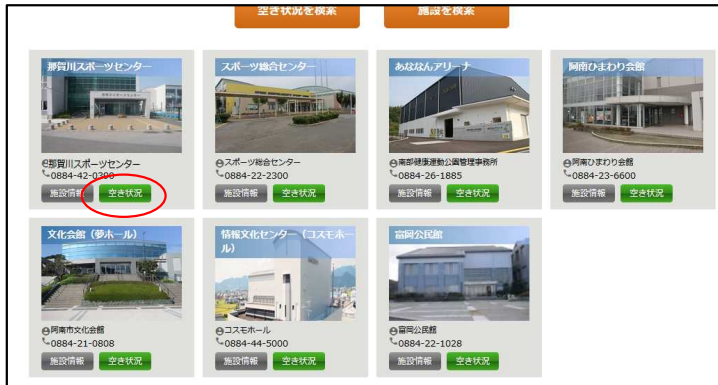 空き状況を検索
施設を検索
那賀川スポーツセンター
那賀川スポーツセンター
0884-42-0300
施設情報
空き状況
スポーツ総合センター
スポーツ総合センター
0884-22-2300
施設情報
空き状況
あななんアリーナ
南部健康運動公園管理事務所
0884-26-1885
施設情報
空き状況
阿南ひまわり会館
阿南ひまわり会館
0884-23-6600
施設情報
空き状況
文化会館（夢ホール）
阿南市文化会館
0884-21-0808
施設情報
空き状況
情報文化センター（コスモホー
ル）
コスモホール
0884-44-5000
施設情報
空き状況
富岡公民館
富岡公民館
0884-22-1028
施設情報
空き状況